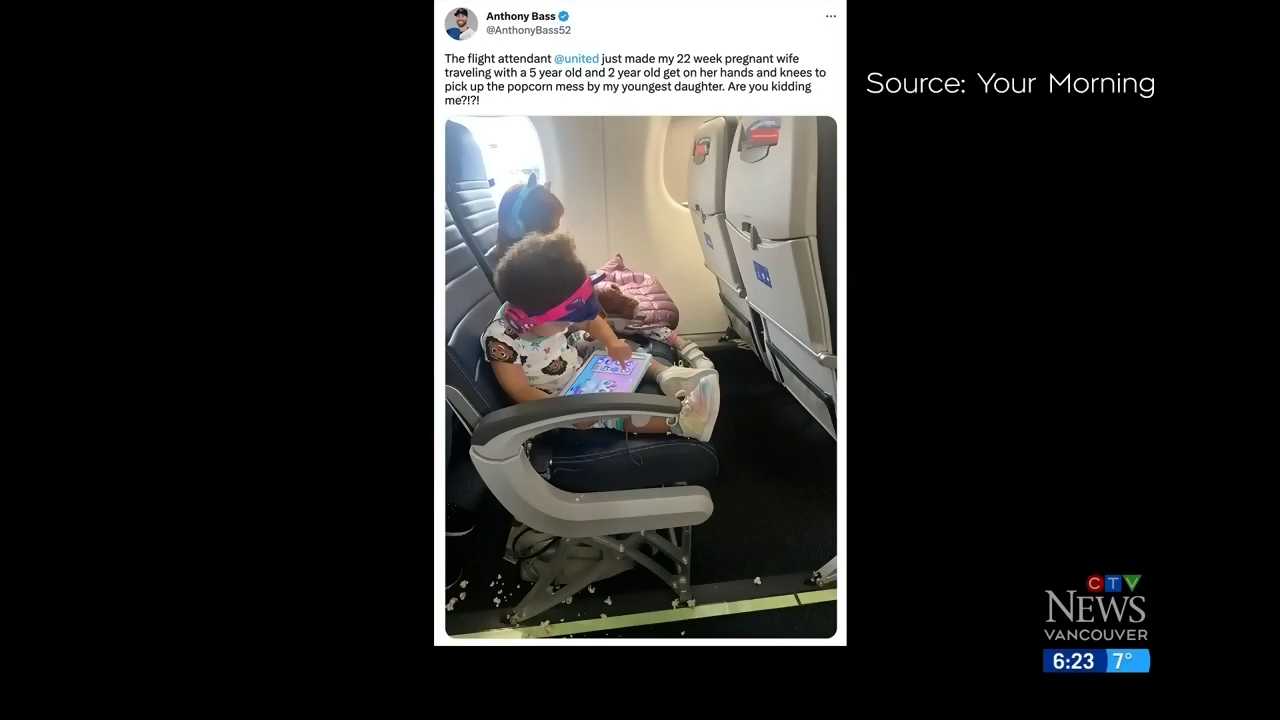 Anthony Bass
@AnthonyBass52
The flight attendant @united just made my 22 week pregnant wife
traveling with a 5 year old and 2 year old get on her hands and knees to
pick up the popcorn mess by my youngest daughter. Are you kidding
me?!?!
Source: Your Morning
CTV
NEWS
VANCOUVER
6:23 7°